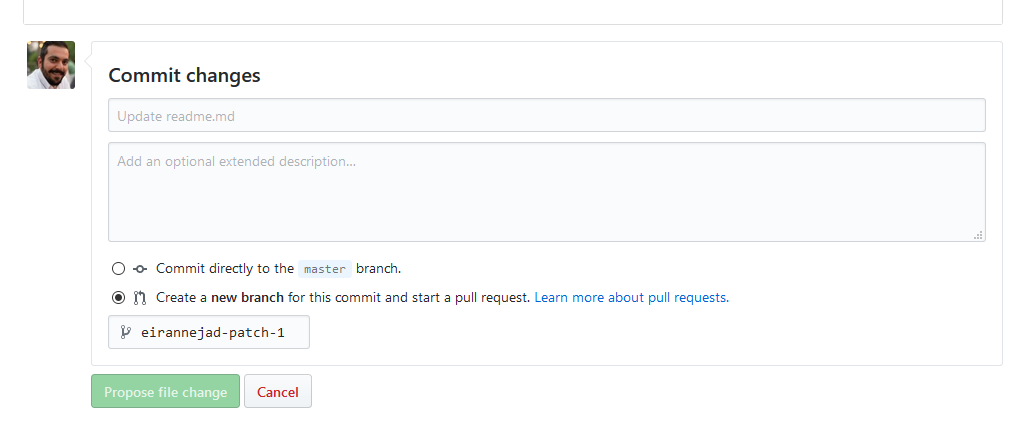 Commit changes
Update readme.md
Add an optional extended description...
Commit directly to the master branch.
Create a new branch for this commit and start a pull request. Learn more about pull requests.
eirannejad-patch-1
Propose file change Cancel